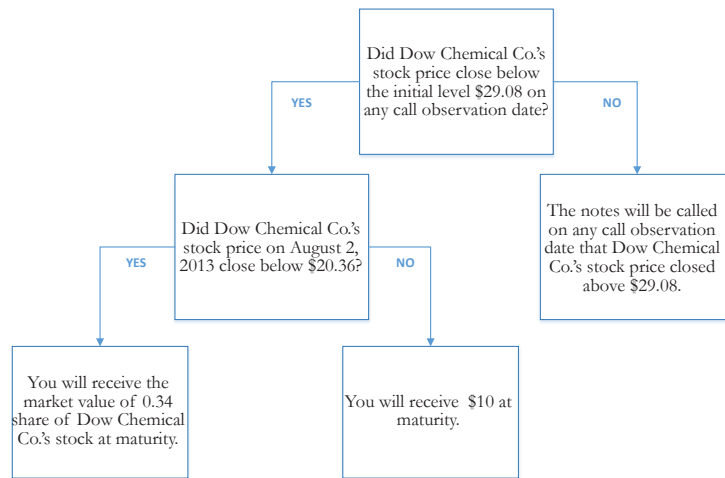 Did Dow Chemical Co.'s
stock price close below
the initial level $29.08 on
any call observation date?
YES
NO
Did Dow Chemical Co.'s
stock price on August 2,
2013 close below $20.36?
The notes will be called
on any call observation
date that Dow Chemical
Co.'s stock price closed
above $29.08.
YES
NO
You will receive the
market value of 0.34
share of Dow Chemical
Co.'s stock at maturity.
You will receive $10 at
maturity.